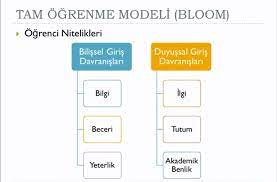 TAM ÖĞRENME MODELİ (BLOOM)
Öğrenci Nitelikleri
Bilişsel Giriş
Davranışları
Bilgi
Beceri
Yeterlik
Duyuşsal Giriş
Davranışları
İlgi
Tutum
Akademik
Benlik